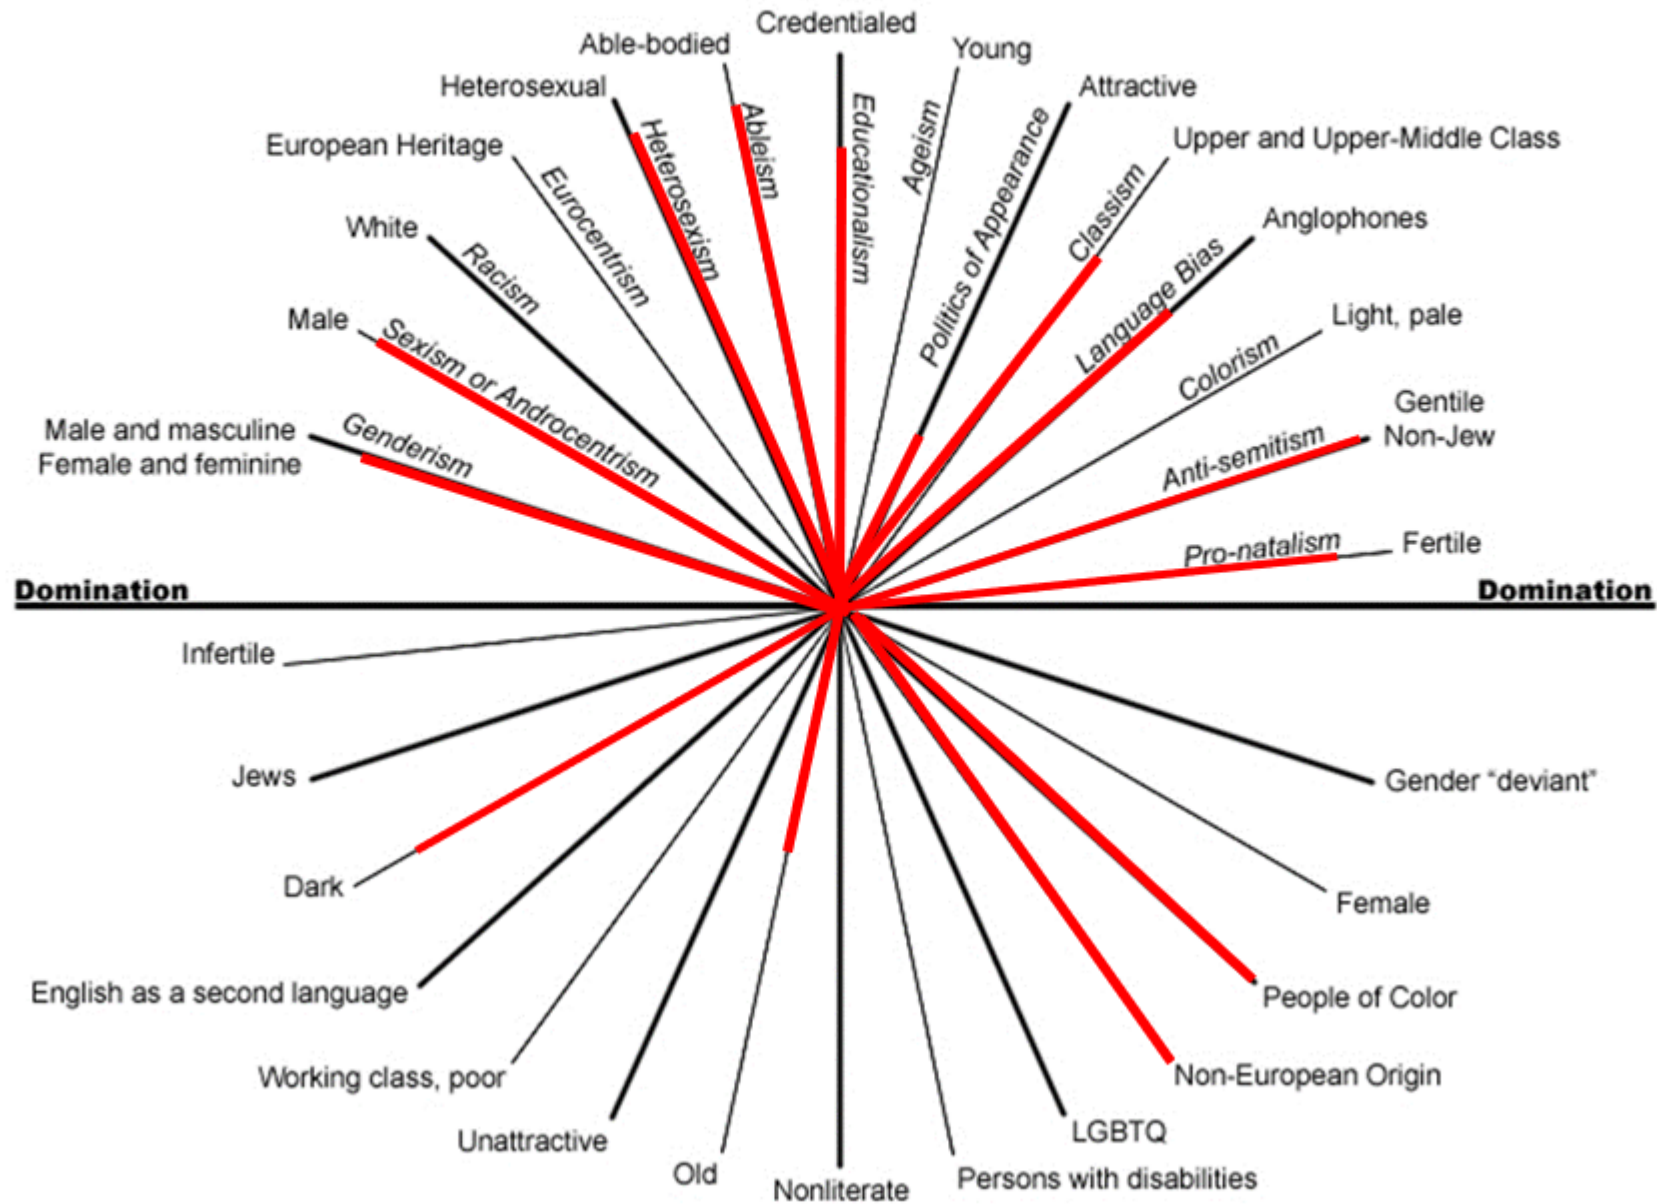 Credentialed
Able-bodied
Young
Heterosexual
Attractive
European Heritage
Upper and Upper-Middle Class
White
Anglophones
Male
Light, pale
Male and masculine
Female and feminine
Gentile
Non-Jew
Fertile
Genderism
Sexism or Androcentrism
Racism
Eurocentrism
Heterosexism
Ableism
Educationalism
Ageism
Politics of Appearance
Classism
Language Bias
Colorism
Anti-semitism
Pro-natalism
Domination
Domination
Infertile
Jews
Dark
English as a second language
Working class, poor
Unattractive
Old
Nonliterate
Persons with disabilities
LGBTQ
Non-European Origin
People of Color
Female
Gender “deviant”